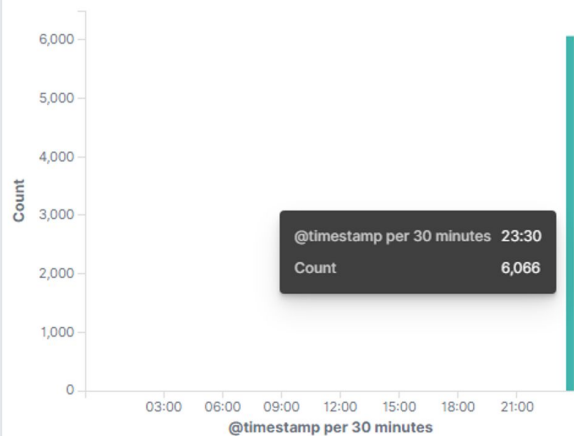 6,000
5,000
4,000
3,000
2,000
1,000
0
Count
@timestamp per 30 minutes 23:30
Count 6,066
03:00 06:00 09:00 12:00 15:00 18:00 21:00
@timestamp per 30 minutes